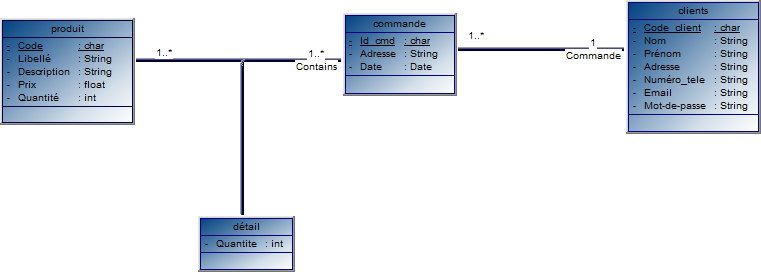 produit
- Code : char
- Libellé : String
- Description : String
- Prix : float
- Quantité : int
1..*
1..*
Contains
commande
- Id_cmd : char
- Adresse : String
- Date : Date
1..*
1
Commande
clients
- Code_client : char
- Nom : String
- Prénom : String
- Adresse : String
- Numéro_tele : String
- Email : String
- Mot-de-passe : String
détail
- Quantite : int